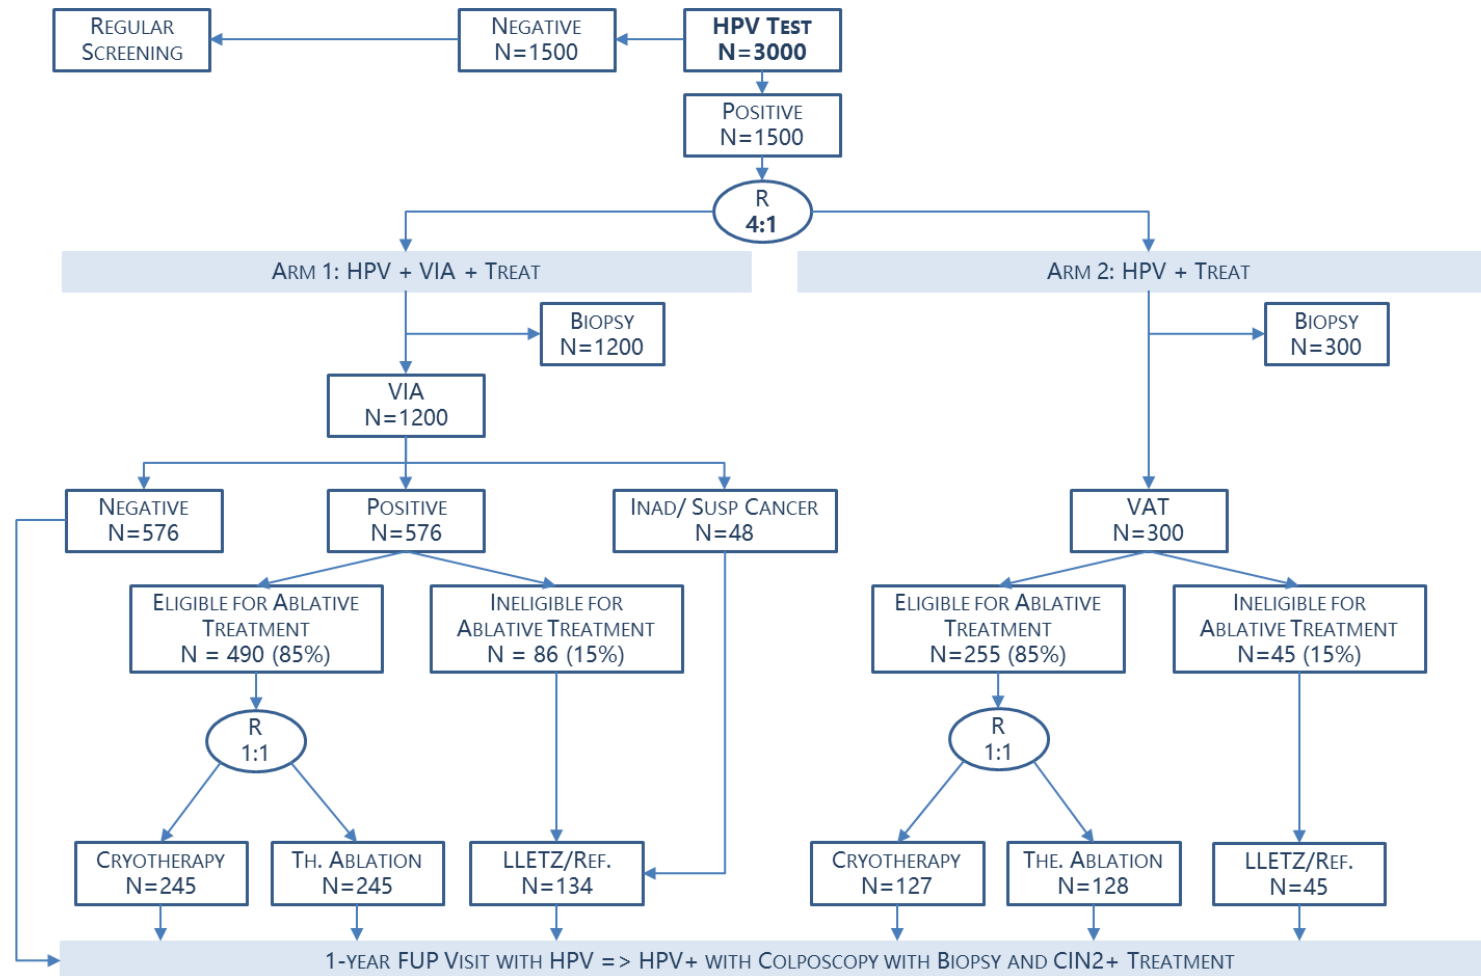 REGULAR
SCREENING
NEGATIVE
N=1500
HPV TEST
N=3000
POSITIVE
N=1500
R
4:1
ARM 1: HPV + VIA + TREAT
ARM 2: HPV + TREAT
BIOPSY
N=1200
BIOPSY
N=300
VIA
N=1200
NEGATIVE
N=576
POSITIVE
N=576
INAD/ SUSP CANCER
N=48
VAT
N=300
ELIGIBLE FOR ABLATIVE
TREATMENT
N = 490 (85%)
INELIGIBLE FOR
ABLATIVE TREATMENT
N = 86 (15%)
ELIGIBLE FOR ABLATIVE
TREATMENT
N=255 (85%)
INELIGIBLE FOR
ABLATIVE TREATMENT
N=45 (15%)
R
1:1
R
1:1
CRYOTHERAPY
N=245
TH. ABLATION
N=245
LLETZ/REF.
N=134
CRYOTHERAPY
N=127
THE. ABLATION
N=128
LLETZ/REF.
N=45
1-YEAR FUP VISIT WITH HPV => HPV+ WITH COLPOSCOPY WITH BIOPSY AND CIN2+ TREATMENT